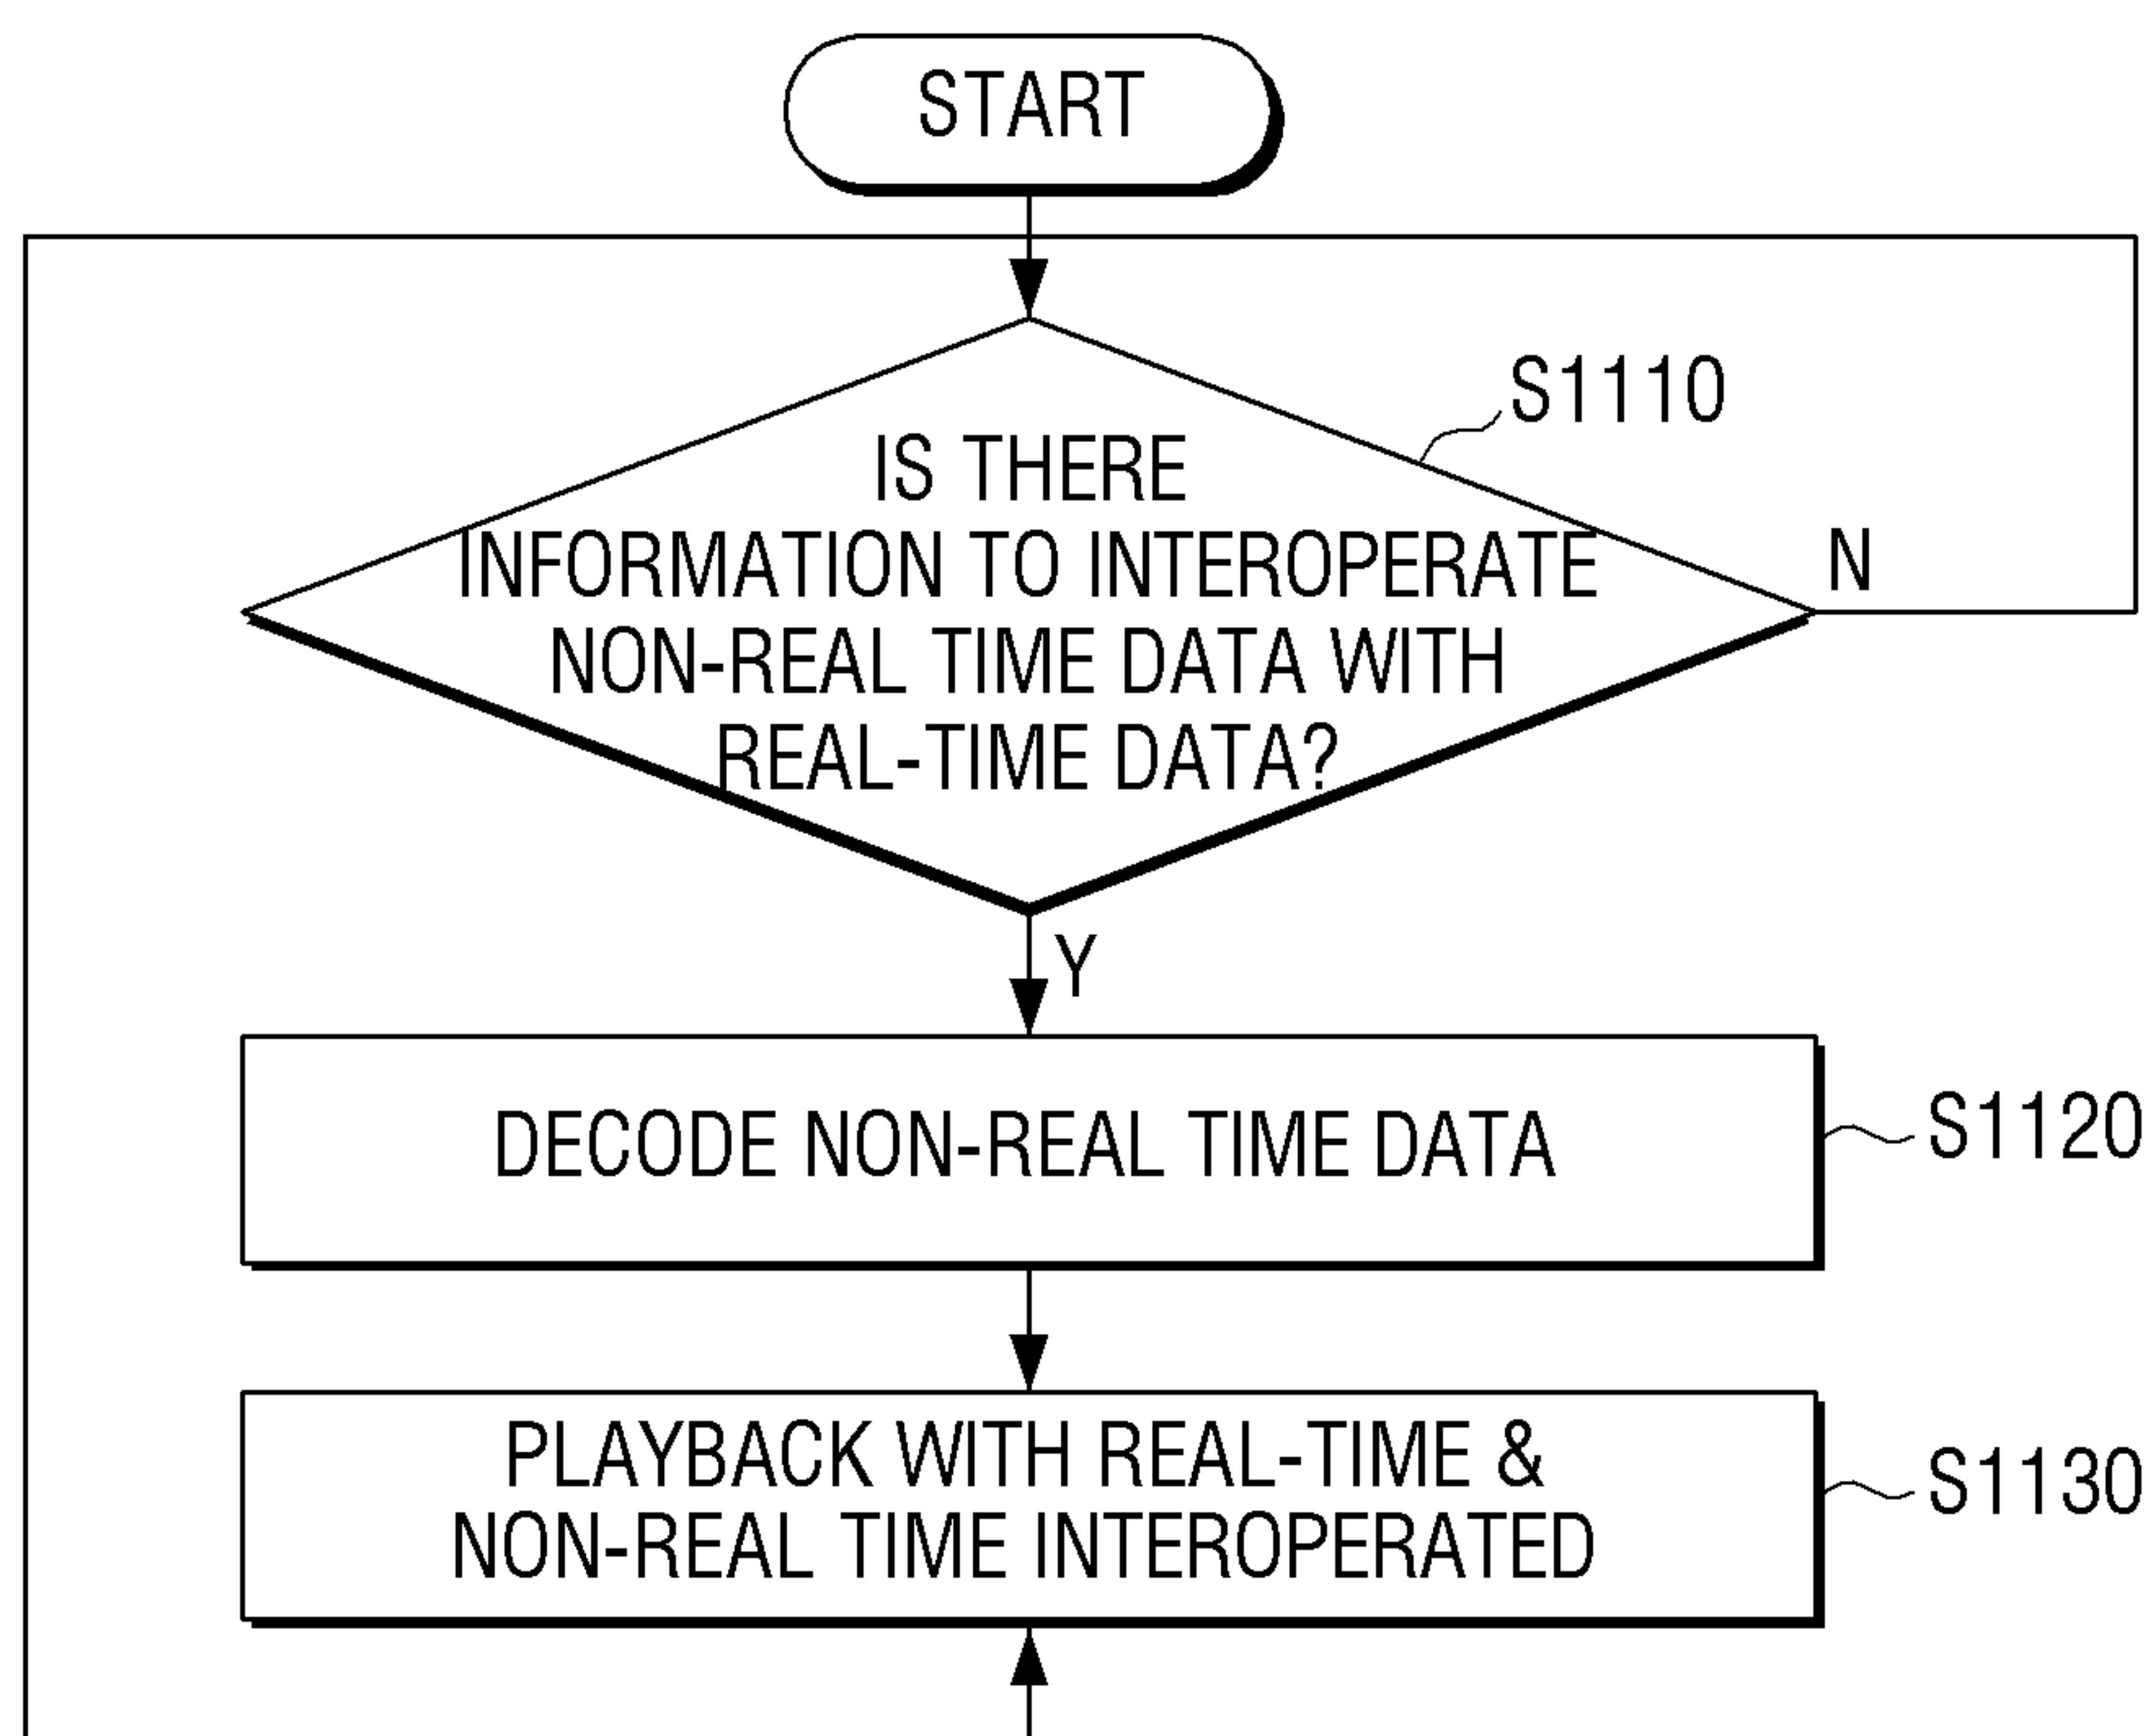 START
S1110
IS THERE
INFORMATION TO INTEROPERATE
NON-REAL TIME DATA WITH
REAL-TIME DATA?
N
Y
DECODE NON-REAL TIME DATA
S1120
PLAYBACK WITH REAL-TIME &
NON-REAL TIME INTEROPERATED
S1130